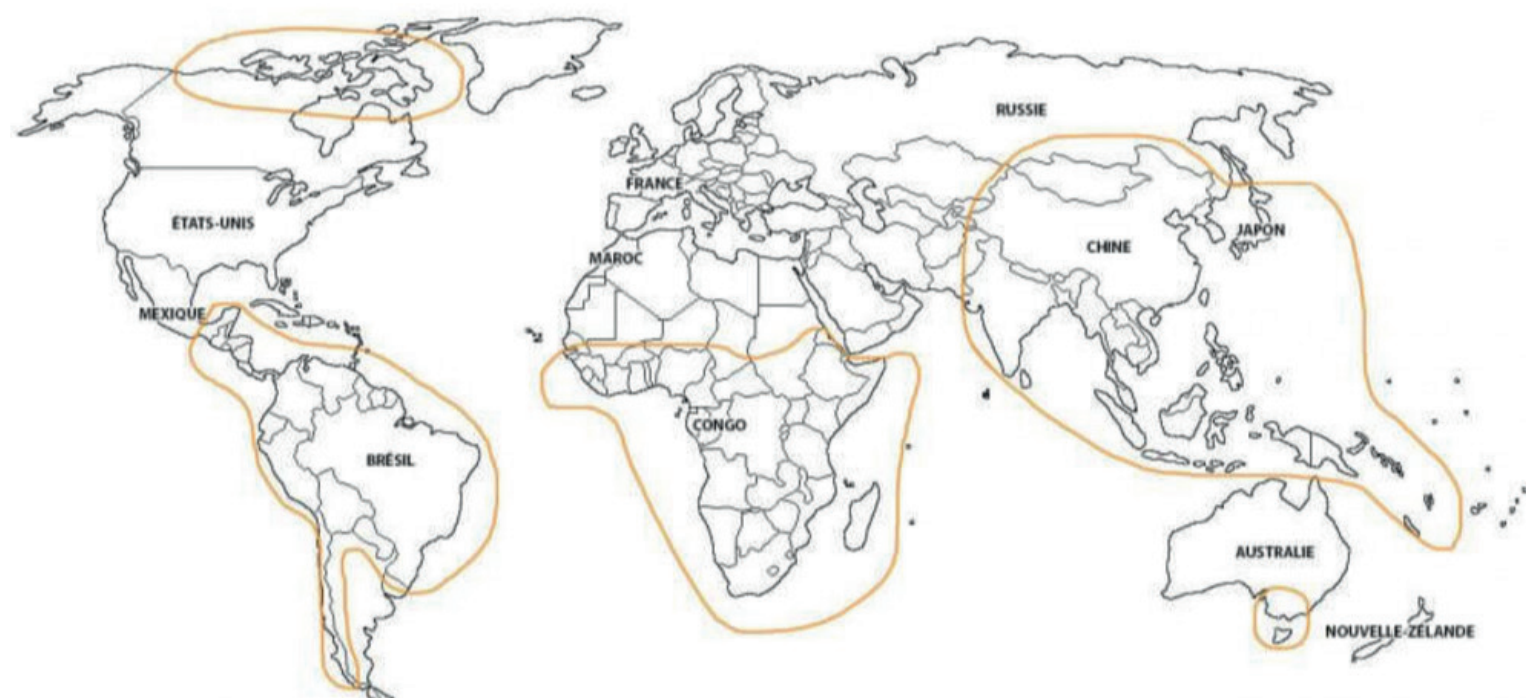 RUSSIE
FRANCE
ÉTATS-UNIS
JAPON
CHINE
MAROC
MEXIQUE
CONGO
BRÉSIL
AUSTRALIE
NOUVELLE-ZÉLANDE